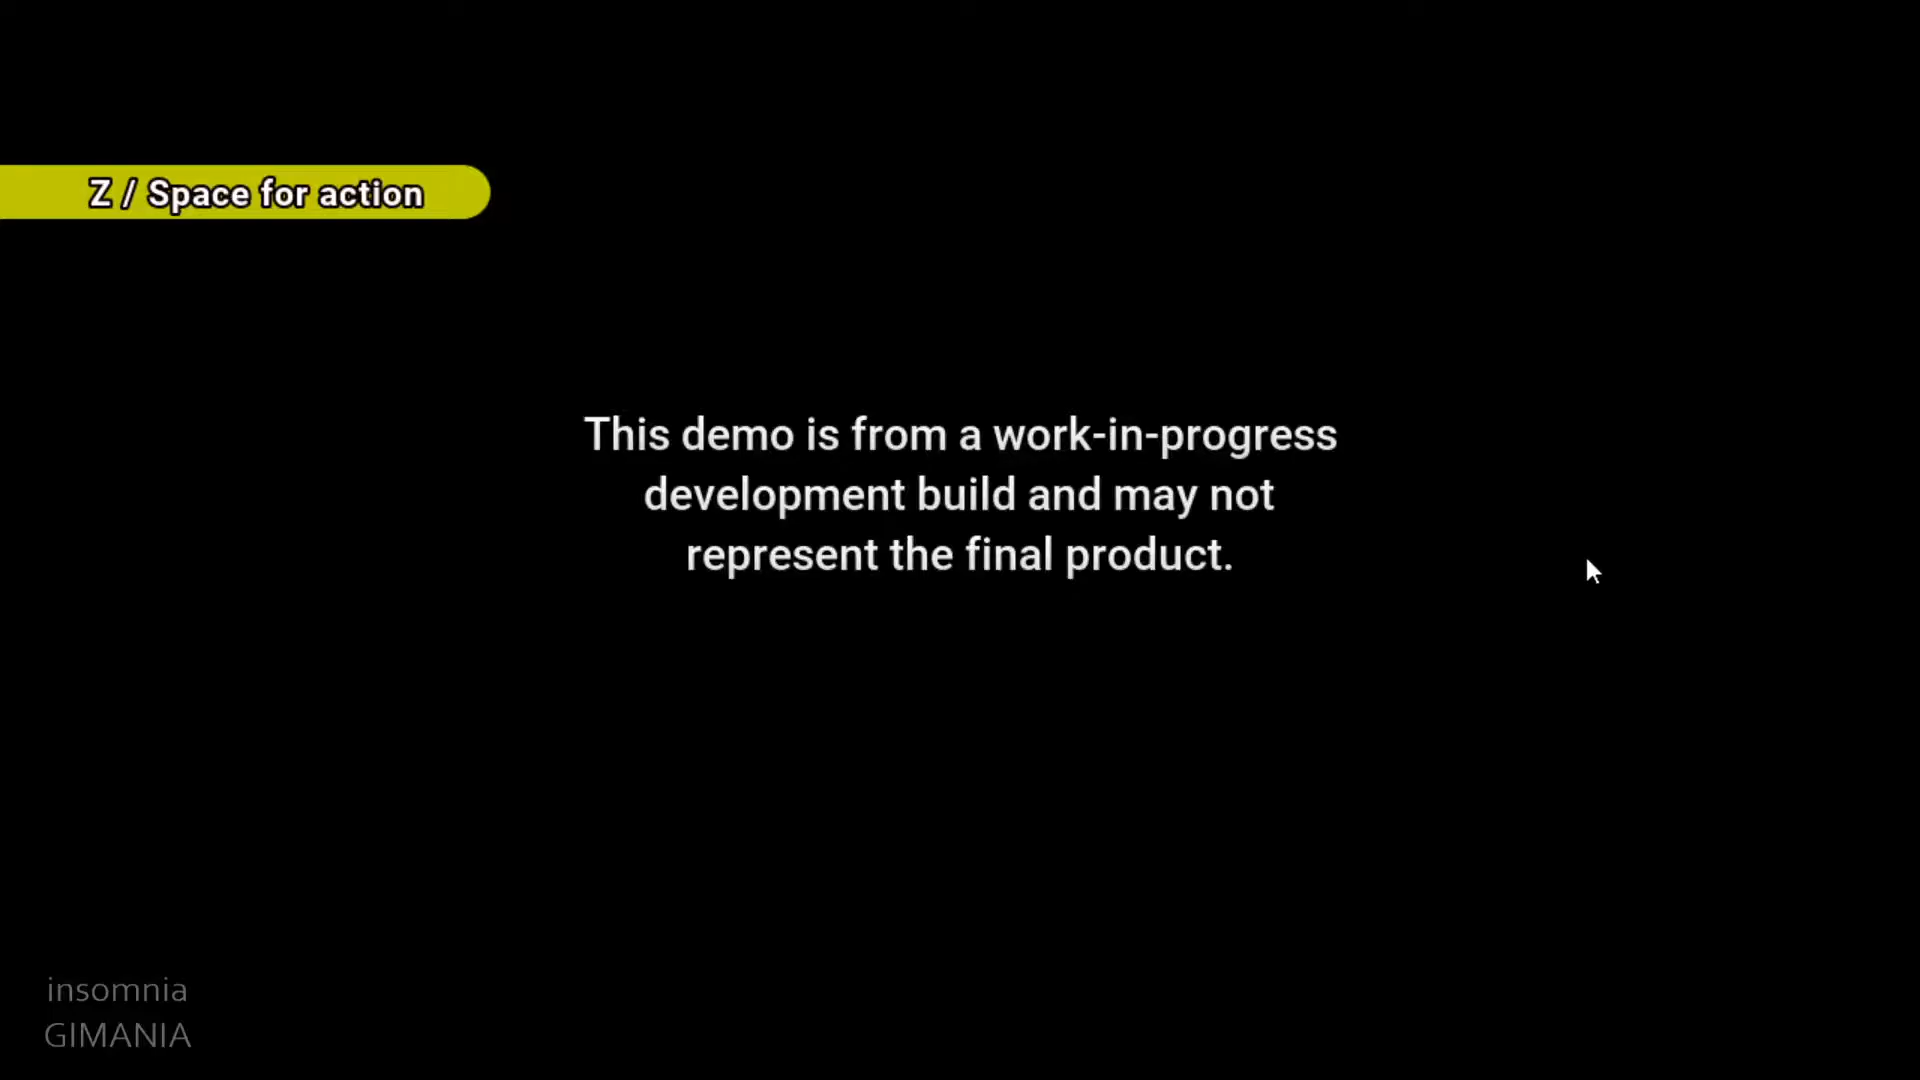 Z / Space for action
This demo is from a work-in-progress
development build and may not
represent the final product.
insomnia
GIMANIA